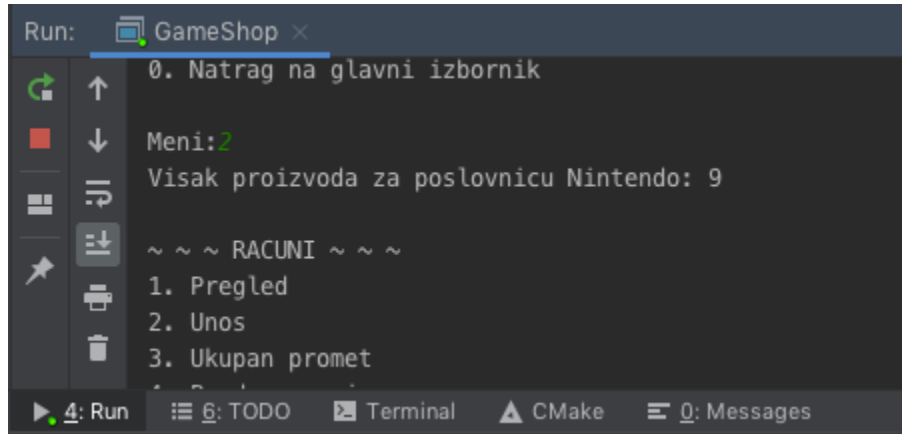 Run: GameShop
0. Natrag na glavni izbornik
Meni:2
Visak proizvoda za poslovnicu Nintendo: 9
~ ~ ~ RACUNI ~ ~ ~
1. Pregled
2. Unos
3. Ukupan promet
4: Run 6: TODO Terminal CMake 0: Messages